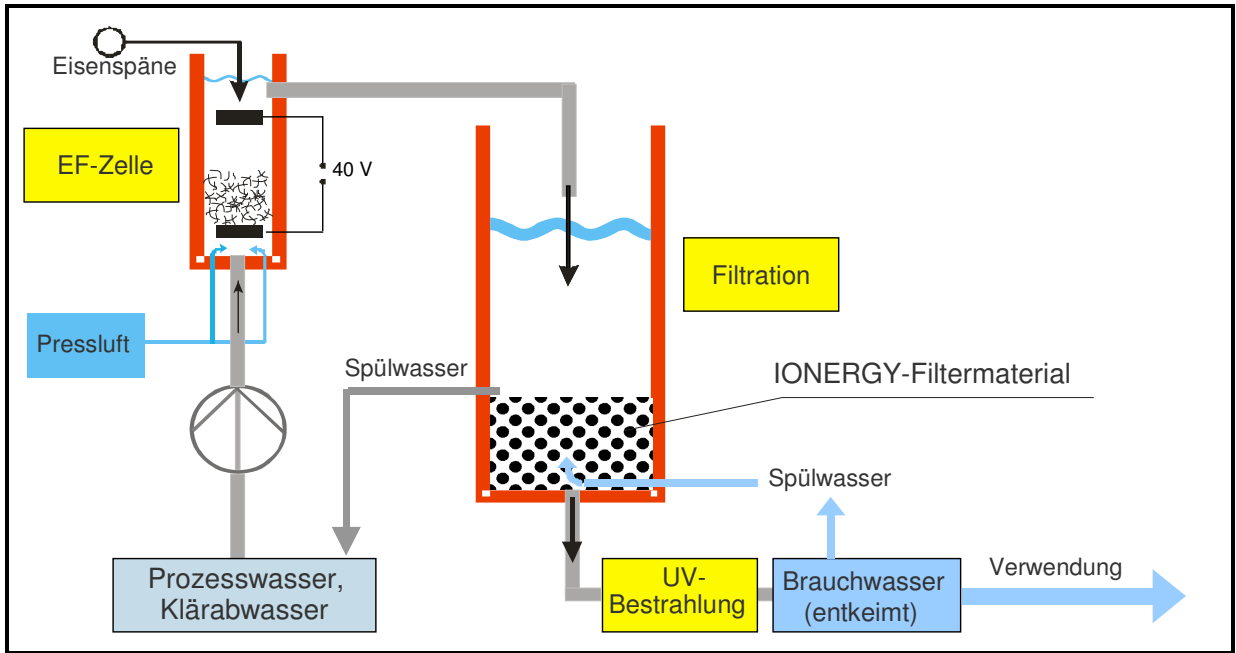 Eisenspäne
EF-Zelle
40 V
Pressluft
Filtration
Spülwasser
IONERGY-Filtermaterial
Spülwasser
Prozesswasser,
Klärabwasser
UV-
Bestrahlung
Brauchwasser
(entkeimt)
Verwendung